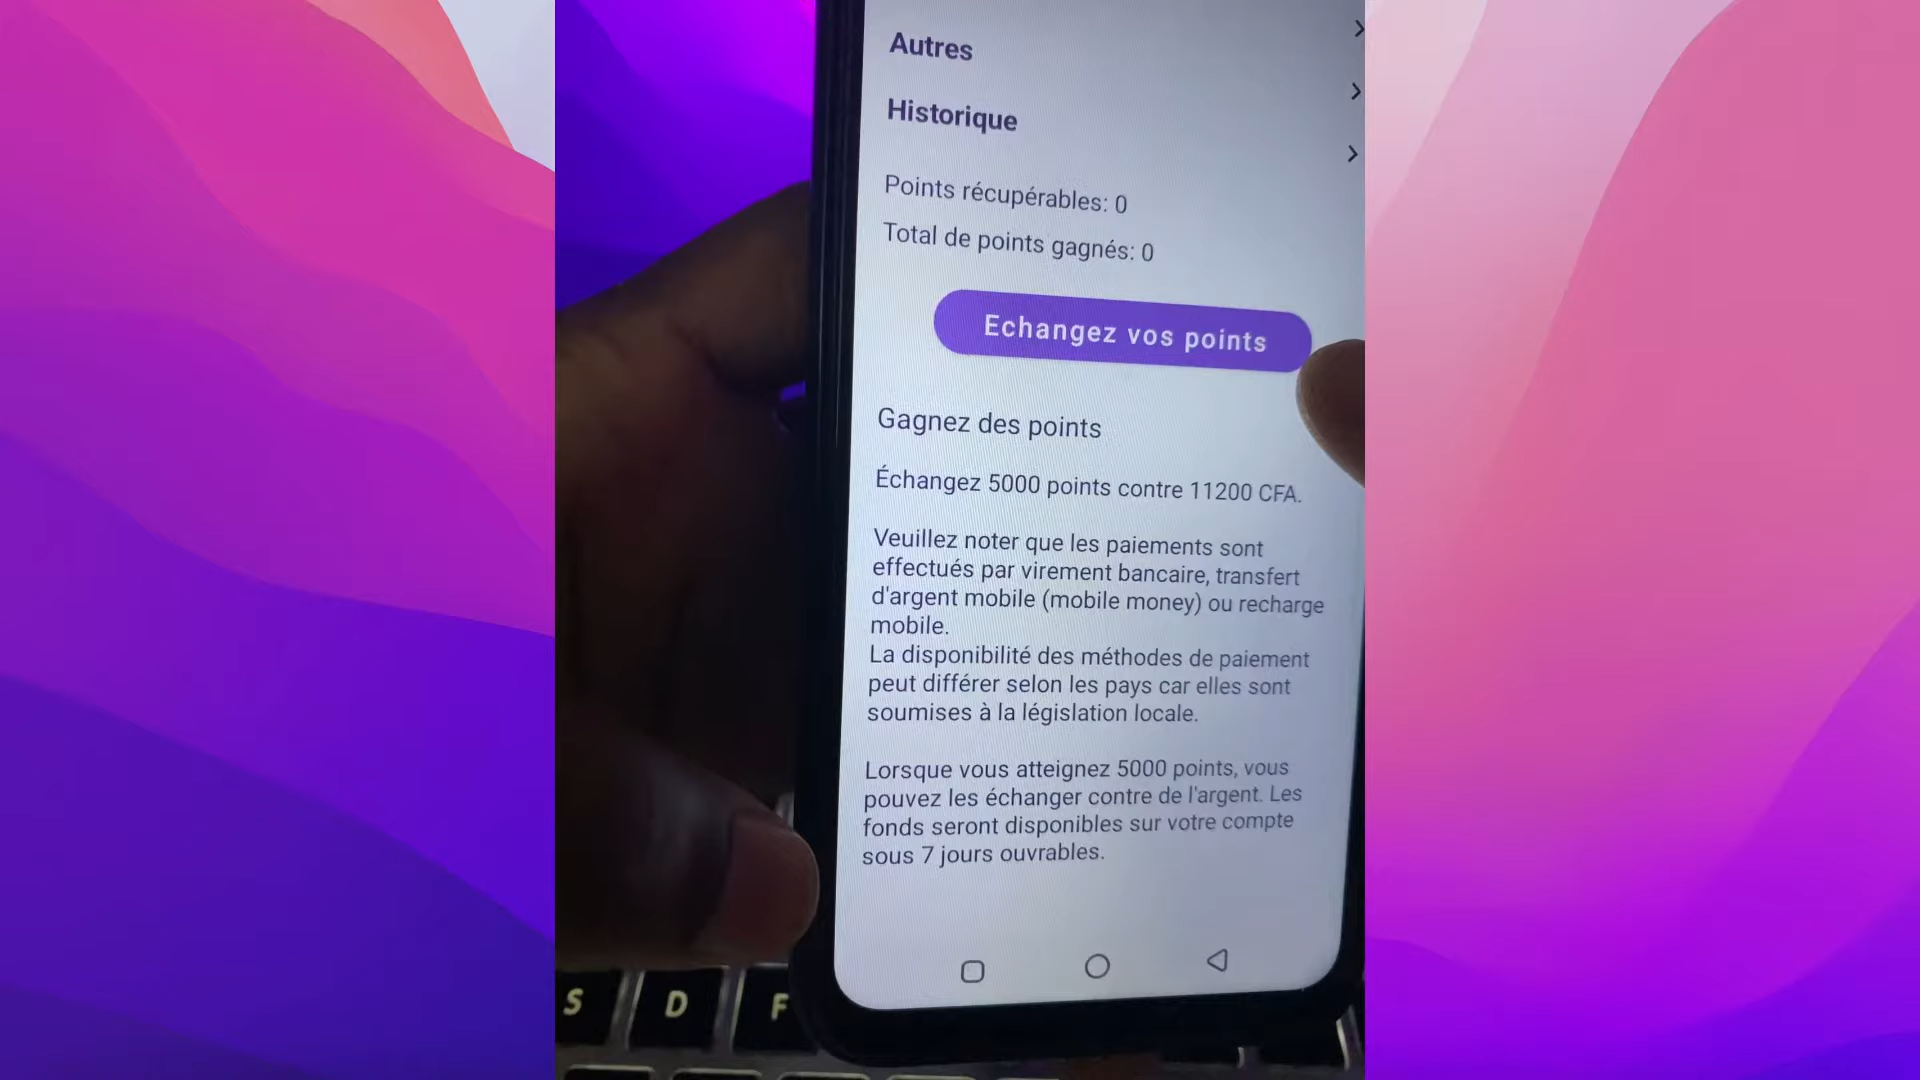 Autres
Historique
Points récupérables: 0
Total de points gagnés: 0
Echangez vos points
Gagnez des points
Échangez 5000 points contre 11200 CFA.
Veuillez noter que les paiements sont
effectués par virement bancaire, transfert
d'argent mobile (mobile money) ou recharge
mobile.
La disponibilité des méthodes de paiement
peut différer selon les pays car elles sont
soumises à la législation locale.
Lorsque vous atteignez 5000 points, vous
pouvez les échanger contre de l'argent. Les
fonds seront disponibles sur votre compte
sous 7 jours ouvrables.
S D F